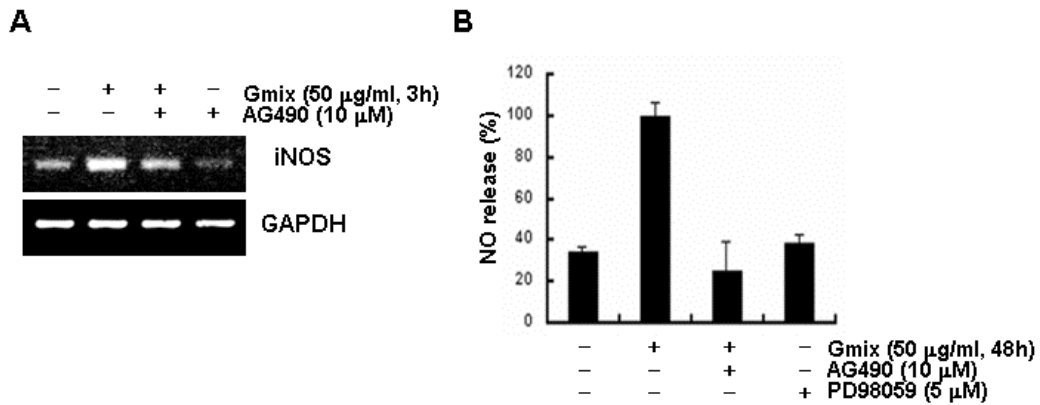 A
− + + − Gmix (50 μg/ml, 3h)
− − + + AG490 (10 μM)
iNOS
GAPDH
B
NO release (%)
120
100
80
60
40
20
0
− + + − Gmix (50 μg/ml, 48h)
− − + − AG490 (10 μM)
− − − + PD98059 (5 μM)